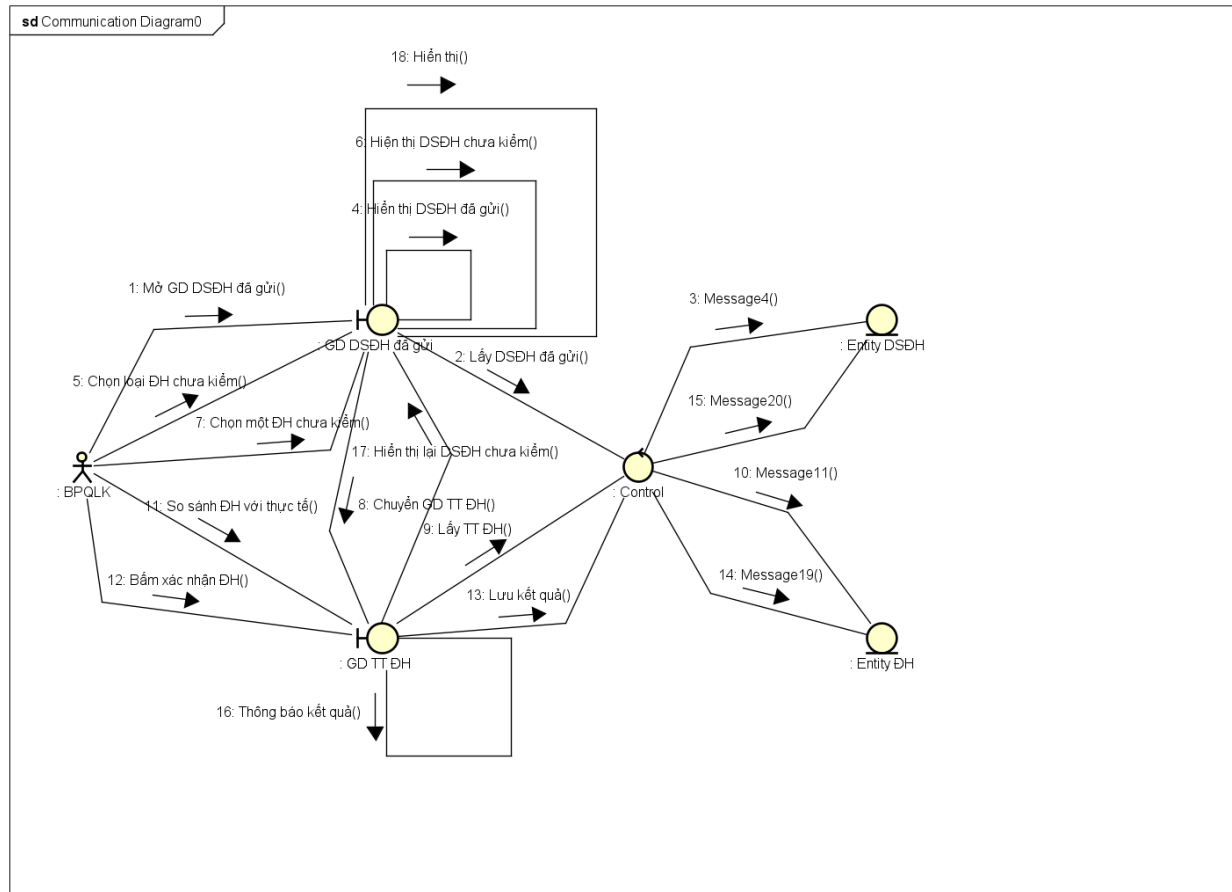 sd Communication Diagram0
18: Hiển thị()
6: Hiện thị DSĐH chưa kiểm()
4: Hiển thị DSĐH đã gửi()
1: Mở GD DSĐH đã gửi()
3: Message4()
: GD DSĐH đã gửi
: Entity DSĐH
2: Lấy DSĐH đã gửi()
5: Chọn loại ĐH chưa kiểm()
15: Message20()
7: Chọn một ĐH chưa kiểm()
17: Hiển thị lại DSĐH chưa kiểm()
10: Message11()
: BPQLK
: Control
11: So sánh ĐH với thực tế()
8: Chuyển GD TT ĐH()
9: Lấy TT ĐH()
12: Bấm xác nhận ĐH()
14: Message19()
13: Lưu kết quả()
: GD TT ĐH
: Entity ĐH
16: Thông báo kết quả()